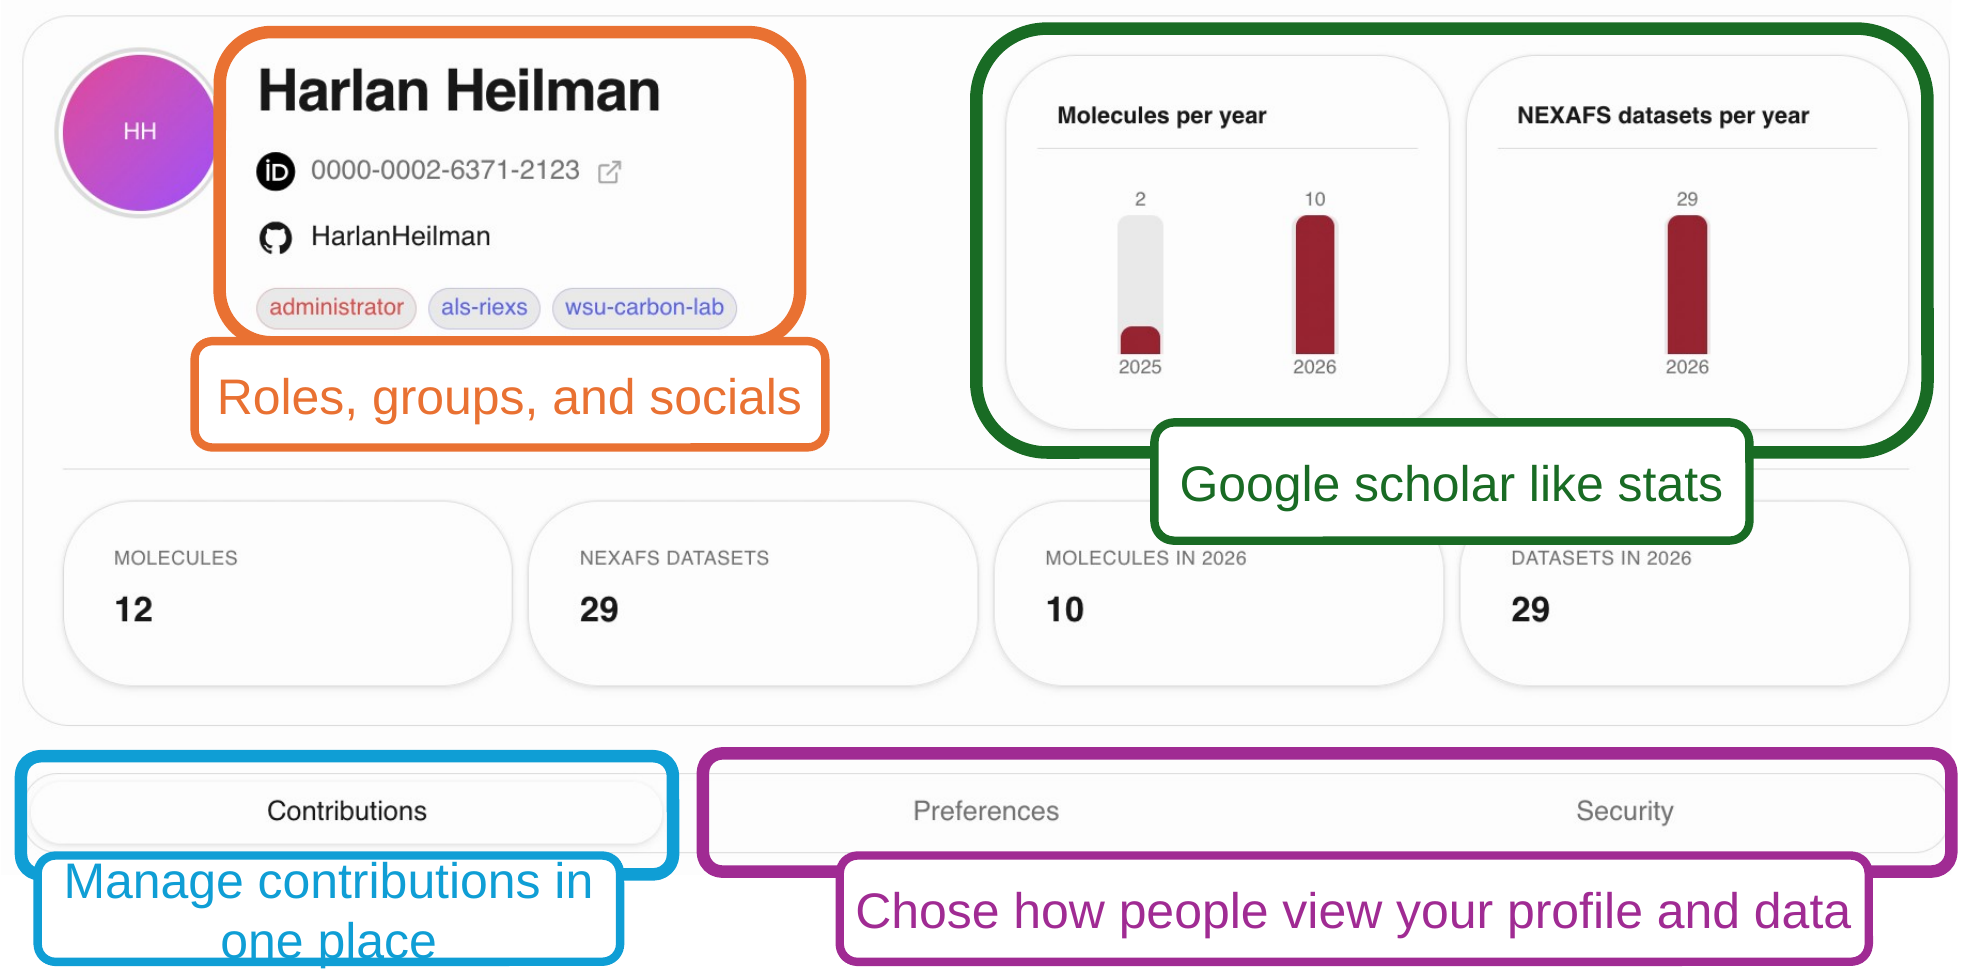 HH
Harlan Heilman
iD 0000-0002-6371-2123
HarlanHeilman
administrator als-riexs wsu-carbon-lab
Roles, groups, and socials
Molecules per year
2 10
2025 2026
NEXAFS datasets per year
29
2026
Google scholar like stats
MOLECULES
12
NEXAFS DATASETS
29
MOLECULES IN 2026
10
DATASETS IN 2026
29
Contributions
Preferences
Security
Manage contributions in
one place
Chose how people view your profile and data